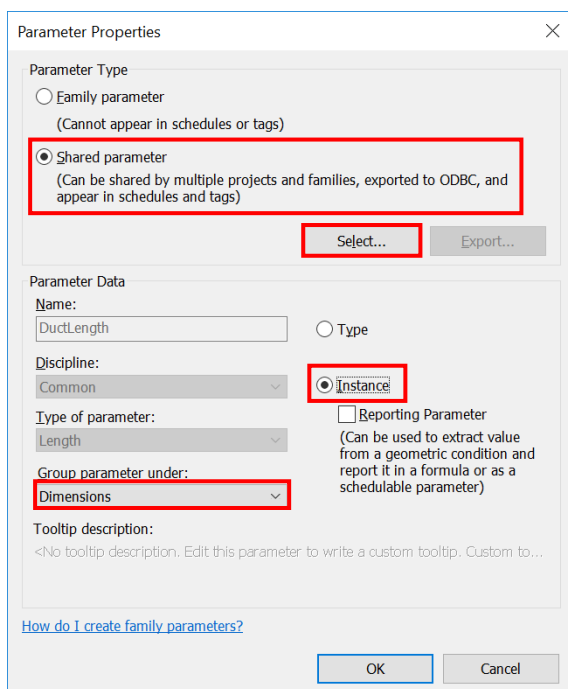 Parameter Properties
Parameter Type
Family parameter
(Cannot appear in schedules or tags)
Shared parameter
(Can be shared by multiple projects and families, exported to ODBC, and
appear in schedules and tags)
Select...
Export...
Parameter Data
Name:
DuctLength
Type
Discipline:
Common
Instance
Reporting Parameter
(Can be used to extract value
from a geometric condition and
report it in a formula or as a
schedulable parameter)
Type of parameter:
Length
Group parameter under:
Dimensions
Tooltip description:
<No tooltip description. Edit this parameter to write a custom tooltip. Custom to...
How do I create family parameters?
OK
Cancel